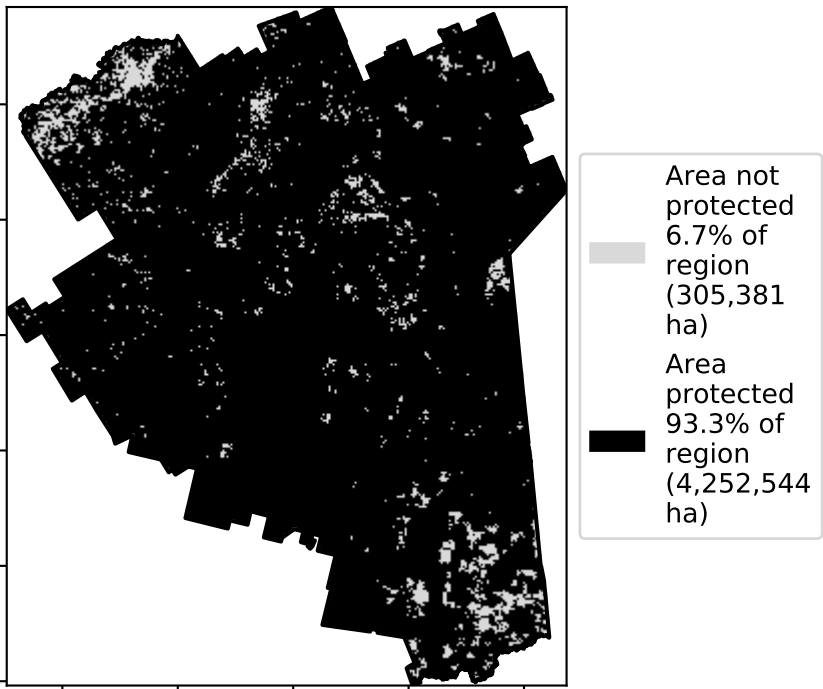 Area not
protected
6.7% of
region
(305,381
ha)
Area
protected
93.3% of
region
(4,252,544
ha)